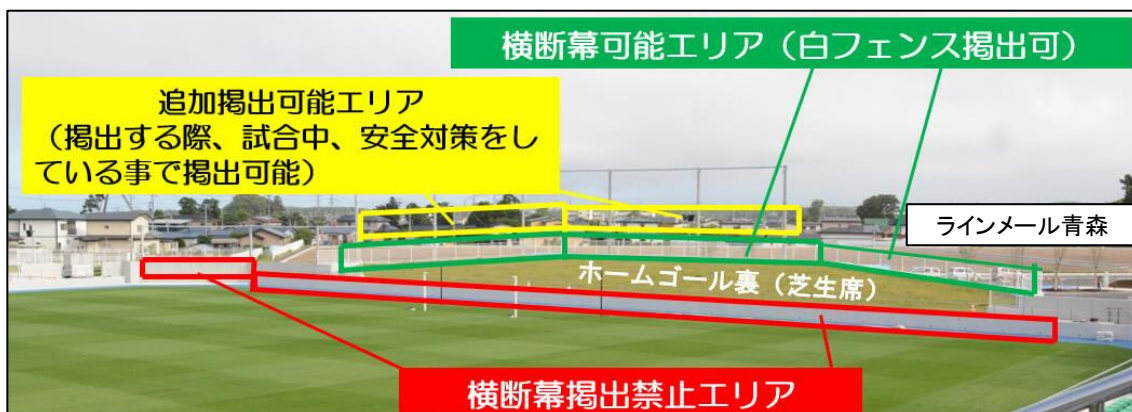 横断幕可能エリア（白フェンス掲出可）
追加掲出可能エリア
（掲出する際、試合中、安全対策をし
ている事で掲出可能）
ラインメール青森
ホームゴール裏（芝生席）
横断幕掲出禁止エリア